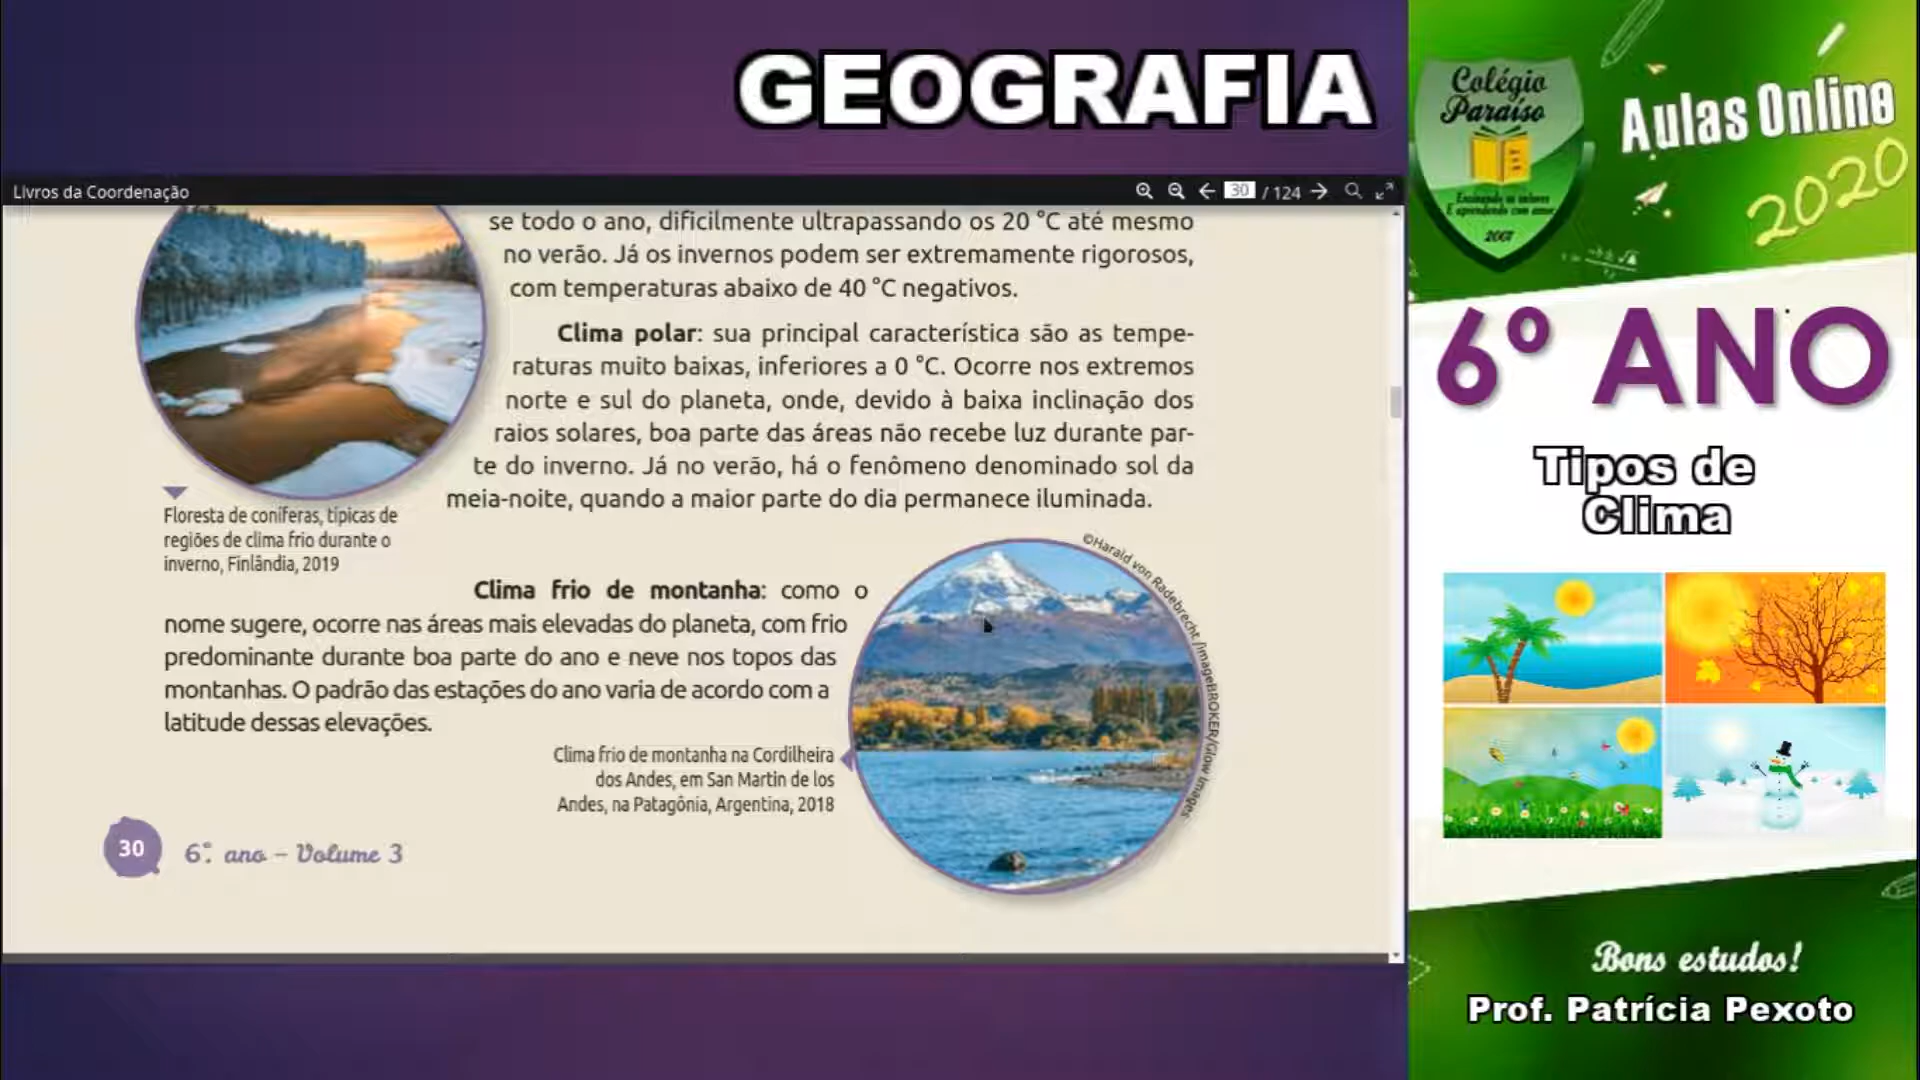 GEOGRAFIA
Livros da Coordenação
30 / 124
se todo o ano, dificilmente ultrapassando os 20 °C até mesmo
no verão. Já os invernos podem ser extremamente rigorosos,
com temperaturas abaixo de 40 °C negativos.
Clima polar: sua principal característica são as tempe-
raturas muito baixas, inferiores a 0 °C. Ocorre nos extremos
norte e sul do planeta, onde, devido à baixa inclinação dos
raios solares, boa parte das áreas não recebe luz durante par-
te do inverno. Já no verão, há o fenômeno denominado sol da
meia-noite, quando a maior parte do dia permanece iluminada.
Floresta de coníferas, típicas de
regiões de clima frio durante o
inverno, Finlândia, 2019
Clima frio de montanha: como o
nome sugere, ocorre nas áreas mais elevadas do planeta, com frio
predominante durante boa parte do ano e neve nos topos das
montanhas. O padrão das estações do ano varia de acordo com a
latitude dessas elevações.
©Harald von Radebrecht/imageBROKER/Glow Images
Clima frio de montanha na Cordilheira
dos Andes, em San Martin de los
Andes, na Patagônia, Argentina, 2018
30
6º. ano – Volume 3
Colégio
Paraíso
Ensinando os valores
E aprendendo com amor
2007
Aulas Online
2020
6º ANO
Tipos de
Clima
Bons estudos!
Prof. Patrícia Pexoto